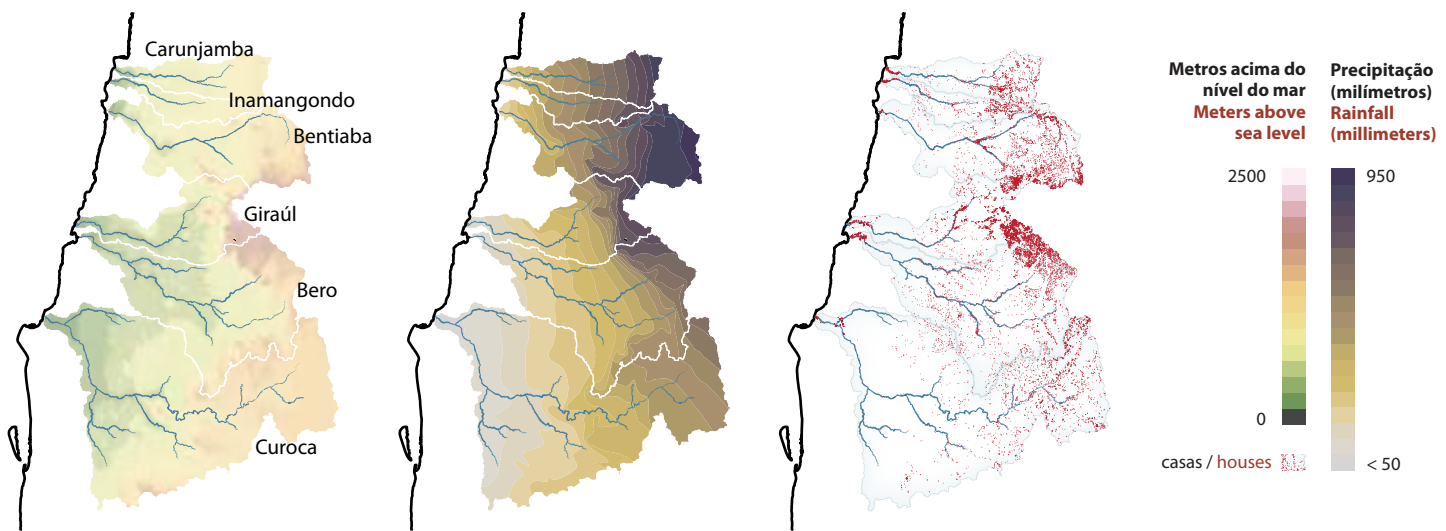 Carunjamba
Inamangondo
Bentiaba
Giraúl
Bero
Curoca
Metros acima do
nível do mar
Meters above
sea level
2500
0
casas / houses
Precipitação
(milímetros)
Rainfall
(millimeters)
950
< 50